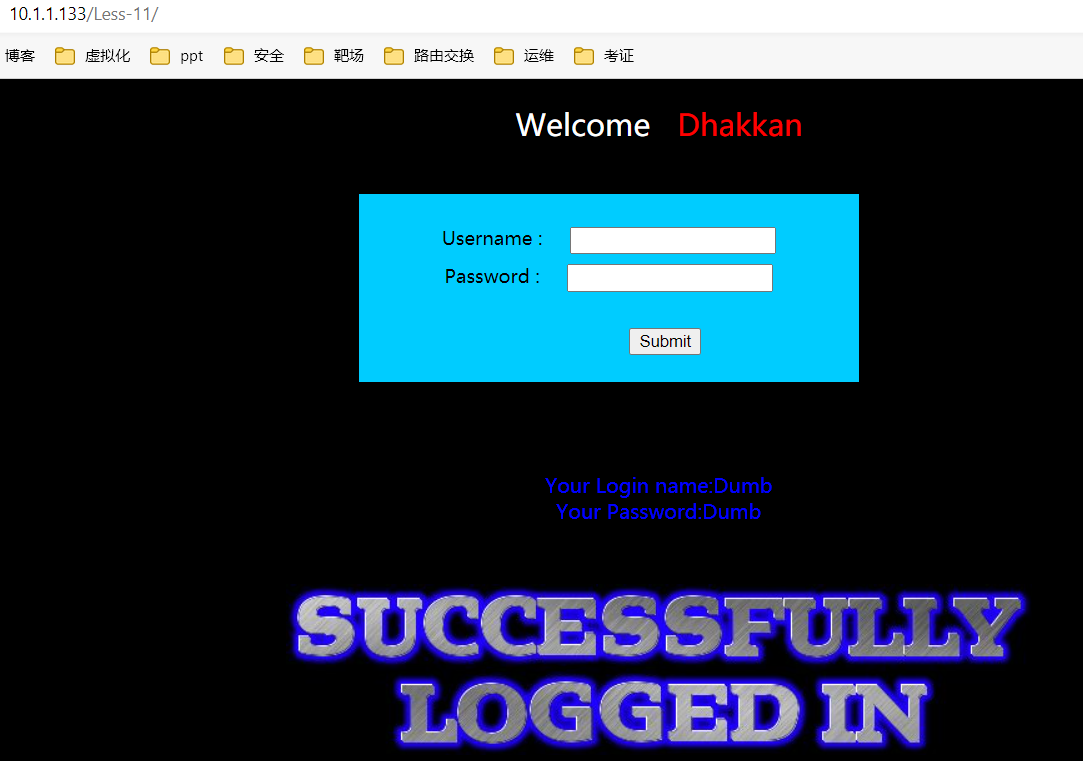 10.1.1.133/Less-11/
博客 虚拟化 ppt 安全 靶场 路由交换 运维 考证
Welcome Dhakkan
Username :
Password :
Submit
Your Login name:Dumb
Your Password:Dumb
SUCCESSFULLY
LOGGED IN